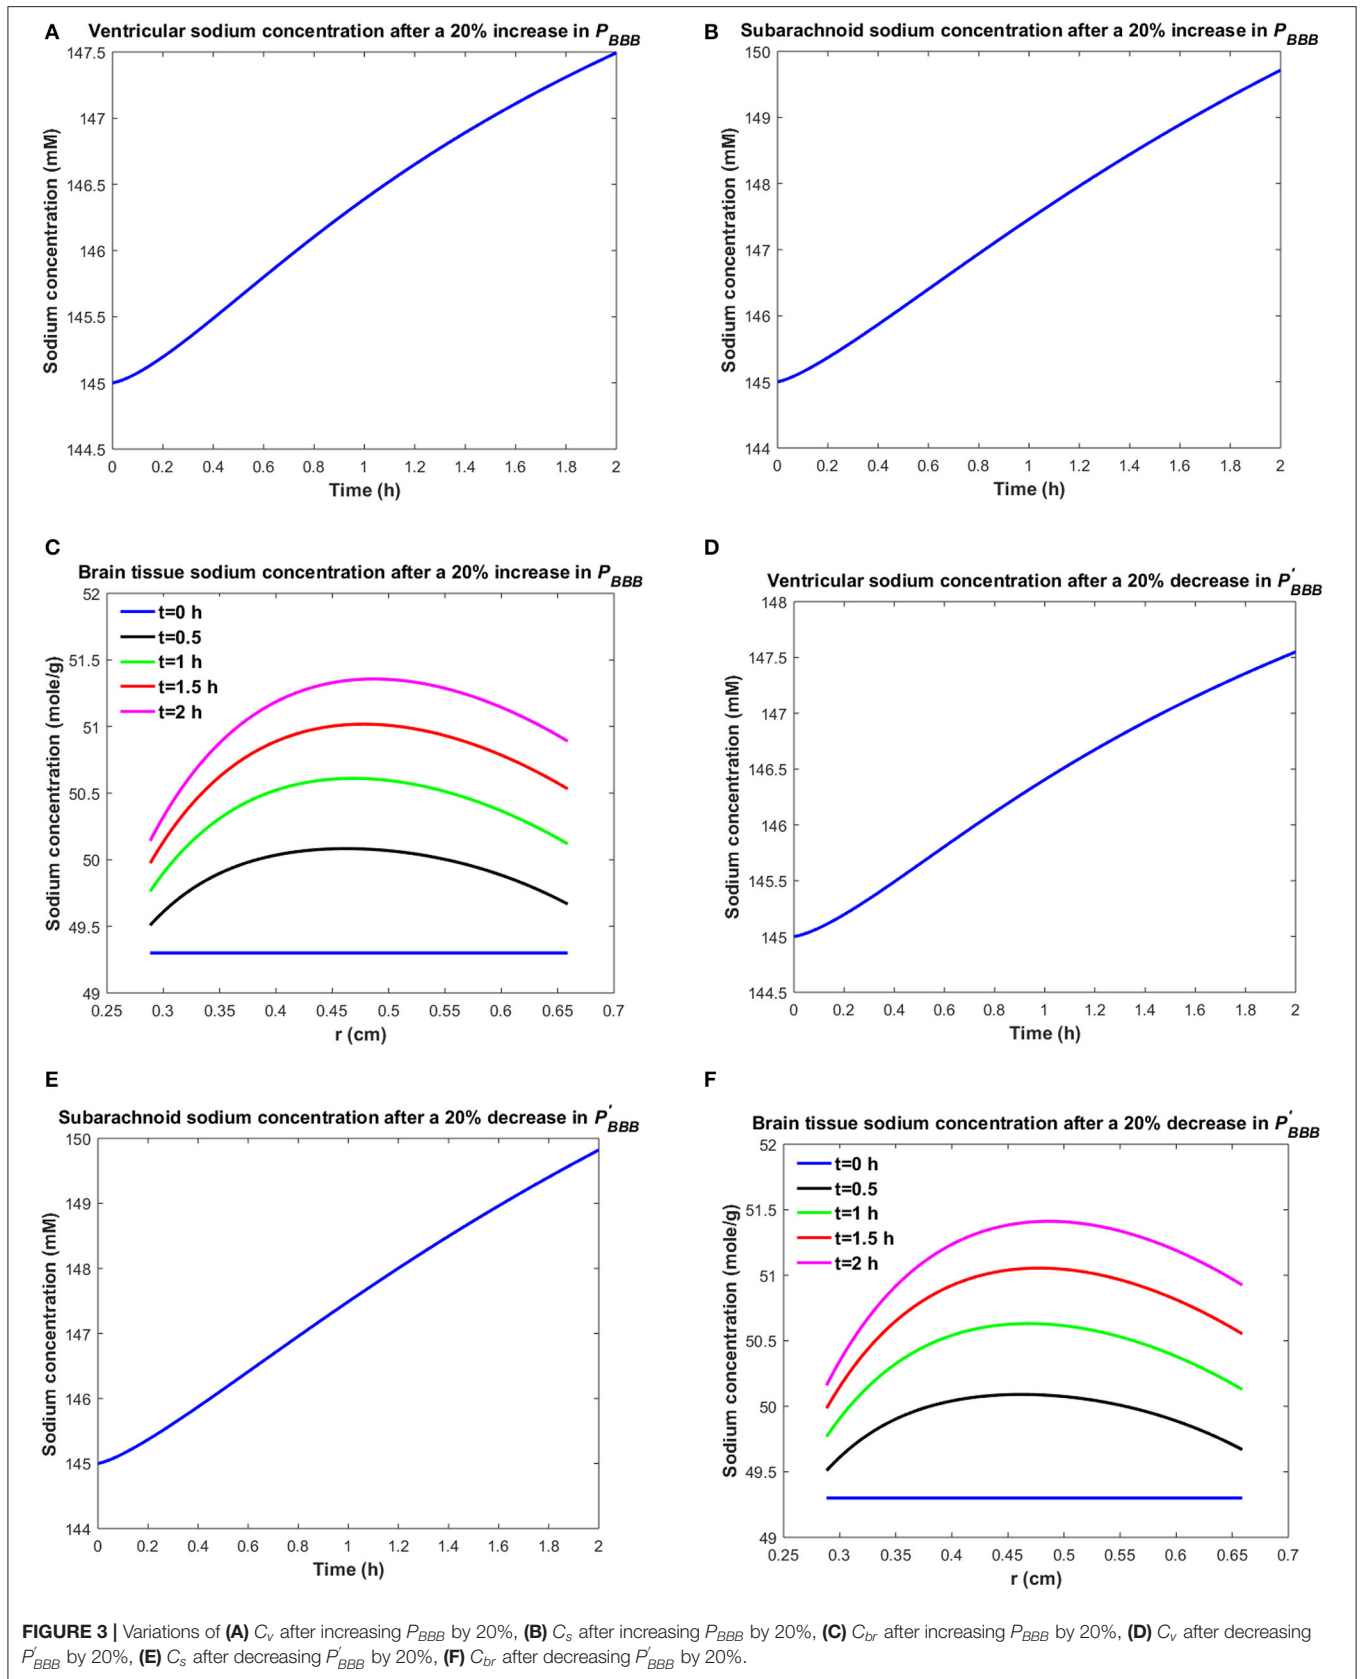 A
Ventricular sodium concentration after a 20% increase in P_BBB
147.5
147
146.5
146
145.5
145
144.5
Sodium concentration (mM)
0 0.2 0.4 0.6 0.8 1 1.2 1.4 1.6 1.8 2
Time (h)
B
Subarachnoid sodium concentration after a 20% increase in P_BBB
150
149
148
147
146
145
144
Sodium concentration (mM)
0 0.2 0.4 0.6 0.8 1 1.2 1.4 1.6 1.8 2
Time (h)
C
Brain tissue sodium concentration after a 20% increase in P_BBB
52
51.5
51
50.5
50
49.5
49
Sodium concentration (mole/g)
t=0 h
t=0.5
t=1 h
t=1.5 h
t=2 h
0.25 0.3 0.35 0.4 0.45 0.5 0.55 0.6 0.65 0.7
r (cm)
D
Ventricular sodium concentration after a 20% decrease in P'_BBB
148
147.5
147
146.5
146
145.5
145
144.5
Sodium concentration (mM)
0 0.2 0.4 0.6 0.8 1 1.2 1.4 1.6 1.8 2
Time (h)
E
Subarachnoid sodium concentration after a 20% decrease in P'_BBB
150
149
148
147
146
145
144
Sodium concentration (mM)
0 0.2 0.4 0.6 0.8 1 1.2 1.4 1.6 1.8 2
Time (h)
F
Brain tissue sodium concentration after a 20% decrease in P'_BBB
52
51.5
51
50.5
50
49.5
49
Sodium concentration (mole/g)
t=0 h
t=0.5
t=1 h
t=1.5 h
t=2 h
0.25 0.3 0.35 0.4 0.45 0.5 0.55 0.6 0.65 0.7
r (cm)
FIGURE 3 | Variations of (A) C_v after increasing P_BBB by 20%, (B) C_s after increasing P_BBB by 20%, (C) C_br after increasing P_BBB by 20%, (D) C_v after decreasing
P'_BBB by 20%, (E) C_s after decreasing P'_BBB by 20%, (F) C_br after decreasing P'_BBB by 20%.